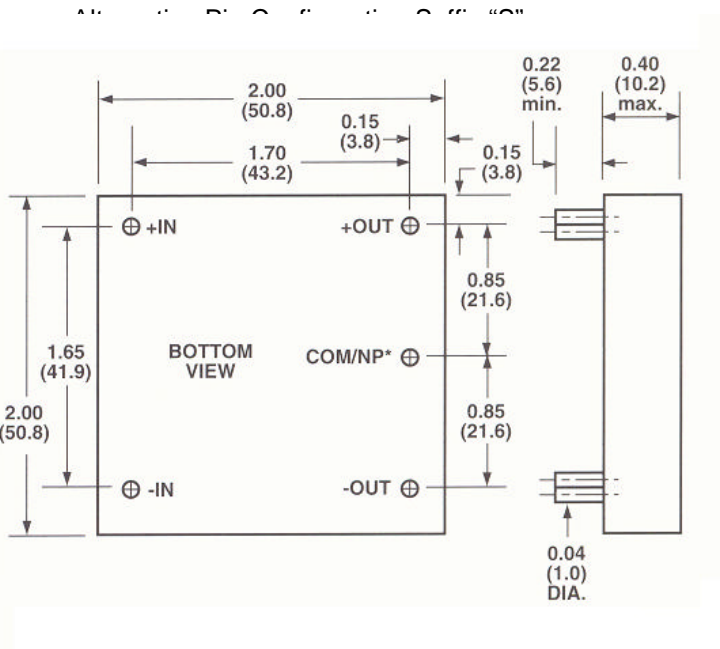 0.22
(5.6)
min.
0.40
(10.2)
max.
2.00
(50.8)
0.15
(3.8)
1.70
(43.2)
0.15
(3.8)
+IN
+OUT
0.85
(21.6)
1.65
(41.9)
BOTTOM
VIEW
COM/NP*
2.00
(50.8)
0.85
(21.6)
-IN
-OUT
0.04
(1.0)
DIA.